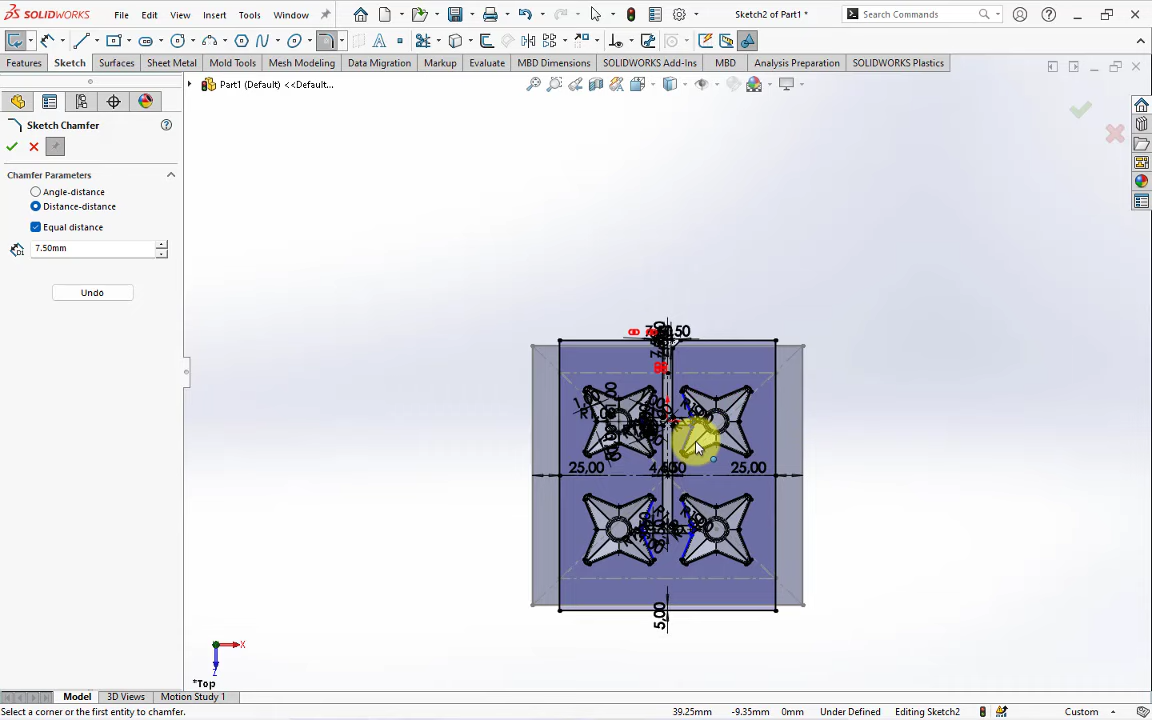 SOLIDWORKS
File
Edit
View
Insert
Tools
Window
Sketch2 of Part1 *
Search Commands
Features
Sketch
Surfaces
Sheet Metal
Mold Tools
Mesh Modeling
Data Migration
Markup
Evaluate
MBD Dimensions
SOLIDWORKS Add-Ins
MBD
Analysis Preparation
SOLIDWORKS Plastics
Part1 (Default) <<Default...
Sketch Chamfer
Chamfer Parameters
Angle-distance
Distance-distance
Equal distance
7.50mm
Undo
25,00
25,00
5,00
X
Z
*Top
Model
3D Views
Motion Study 1
Select a corner or the first entity to chamfer.
39.25mm
-9.35mm
0mm
Under Defined
Editing Sketch2
Custom